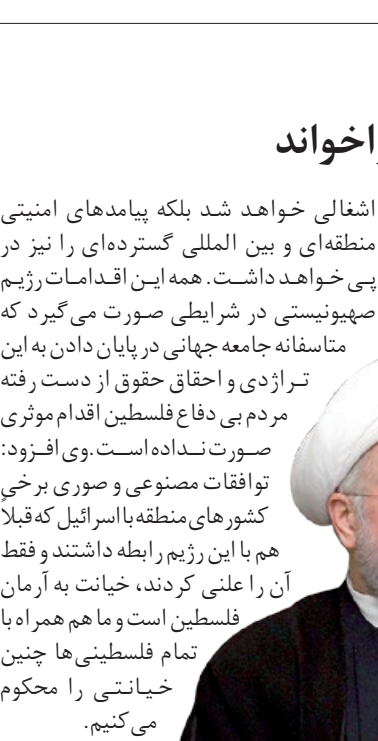 اخواند
اشغالی خواهد شد بلکه پیامدهای امنیتی
منطقه‌ای و بین المللی گسترده‌ای را نیز در
پی خواهد داشت. همه این اقدامات رژیم
صهیونیستی در شرایطی صورت می گیرد که
متاسفانه جامعه جهانی در پایان دادن به این
تراژدی و احقاق حقوق از دست رفته
مردم بی دفاع فلسطین اقدام موثری
صورت نداده است. وی افزود:
توافقات مصنوعی و صوری برخی
کشورهای منطقه با اسرائیل که قبلاً
هم با این رژیم رابطه داشتند و فقط
آن را علنی کردند، خیانت به آرمان
فلسطین است و ما هم همراه با
تمام فلسطینی ها چنین
خیانتی را محکوم
می کنیم.